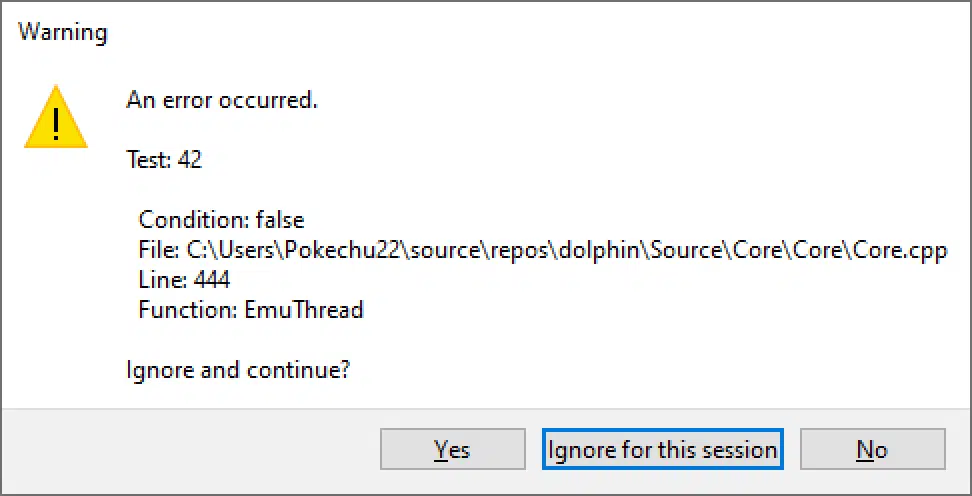 Warning
An error occurred.
Test: 42
Condition: false
File: C:\Users\Pokechu22\source\repos\dolphin\Source\Core\Core\Core.cpp
Line: 444
Function: EmuThread
Ignore and continue?
Yes
Ignore for this session
No